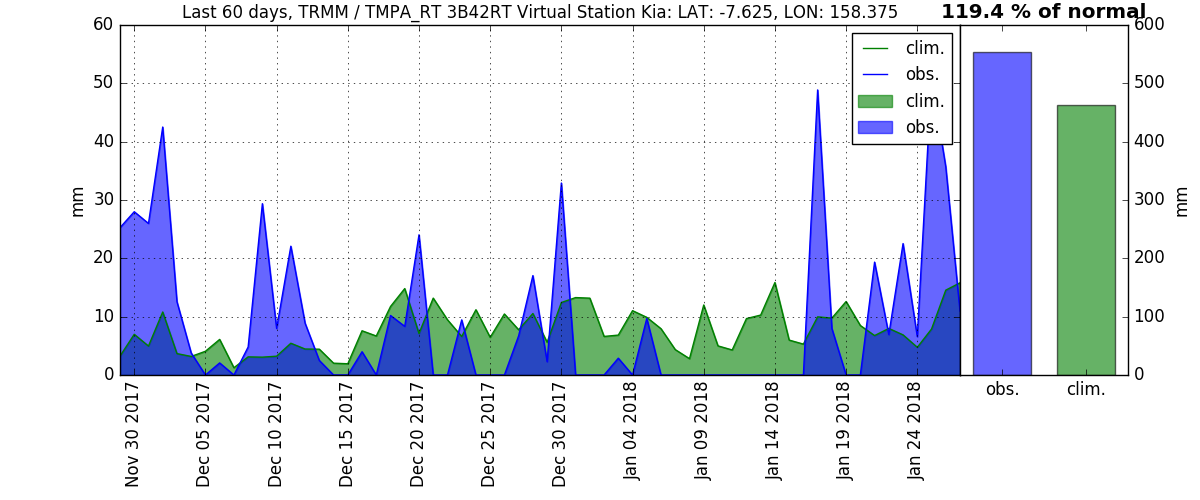 Last 60 days, TRMM / TMPA_RT 3B42RT Virtual Station Kia: LAT: -7.625, LON: 158.375
119.4 % of normal
60
50
40
30
20
10
0
mm
clim.
obs.
clim.
obs.
600
500
400
300
200
100
0
mm
Nov 30 2017
Dec 05 2017
Dec 10 2017
Dec 15 2017
Dec 20 2017
Dec 25 2017
Dec 30 2017
Jan 04 2018
Jan 09 2018
Jan 14 2018
Jan 19 2018
Jan 24 2018
obs.
clim.